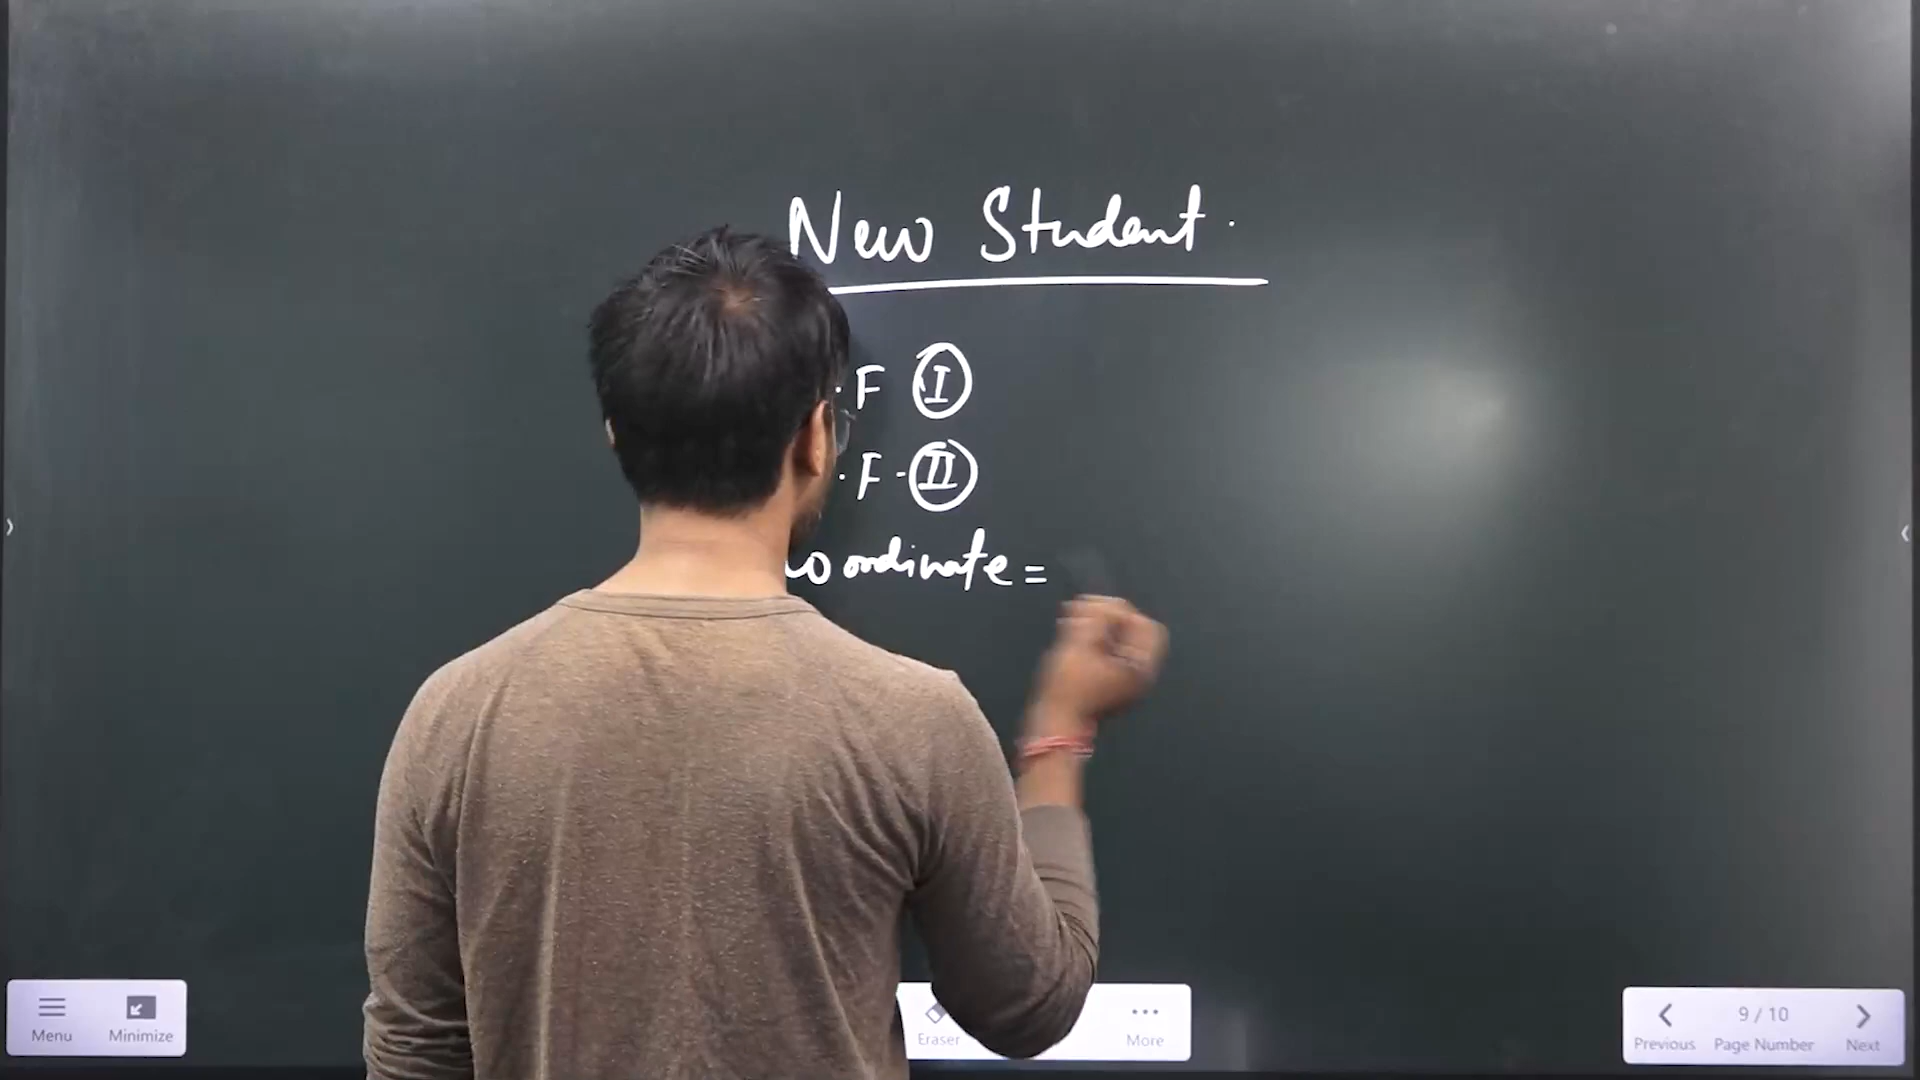 New Student.
.F I
.F-II
oordinate =
Menu
Minimize
Eraser
More
Previous
9 / 10
Page Number
Next